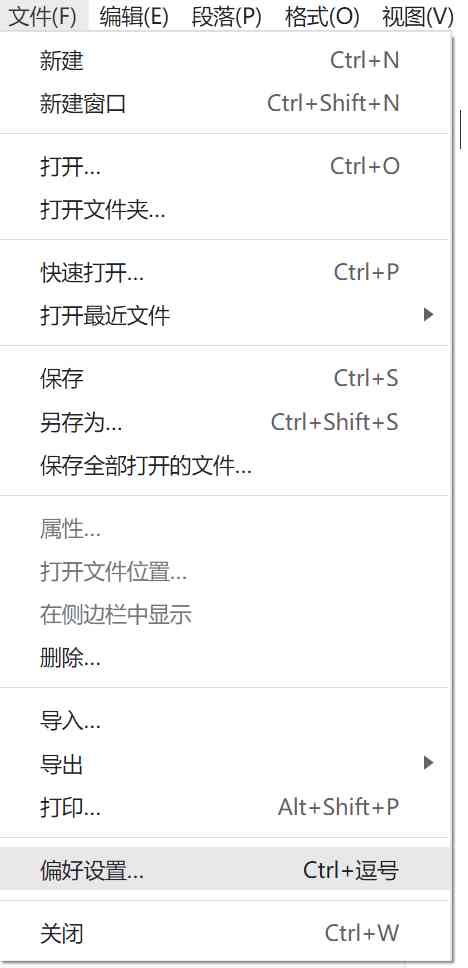 文件(F) 编辑(E) 段落(P) 格式(O) 视图(V)
新建 Ctrl+N
新建窗口 Ctrl+Shift+N
打开... Ctrl+O
打开文件夹...
快速打开... Ctrl+P
打开最近文件
保存 Ctrl+S
另存为... Ctrl+Shift+S
保存全部打开的文件...
属性...
打开文件位置...
在侧边栏中显示
删除...
导入...
导出
打印... Alt+Shift+P
偏好设置... Ctrl+逗号
关闭 Ctrl+W